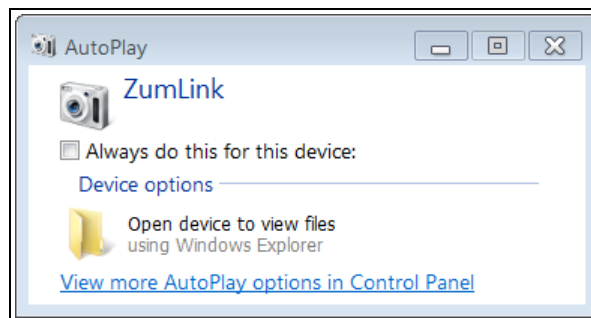 AutoPlay
ZumLink
Always do this for this device:
Device options
Open device to view files
using Windows Explorer
View more AutoPlay options in Control Panel